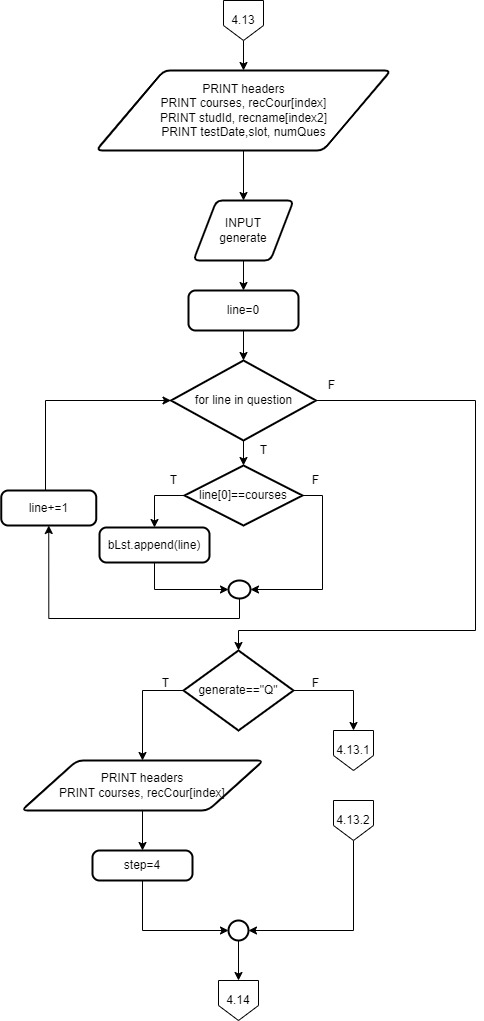 4.13
PRINT headers
PRINT courses, recCour[index]
PRINT studId, recname[index2]
PRINT testDate,slot, numQues
INPUT
generate
line=0
for line in question
F
T
line[0]==courses
T
F
line+=1
bLst.append(line)
generate=="Q"
T
F
4.13.1
PRINT headers
PRINT courses, recCour[index]
4.13.2
step=4
4.14